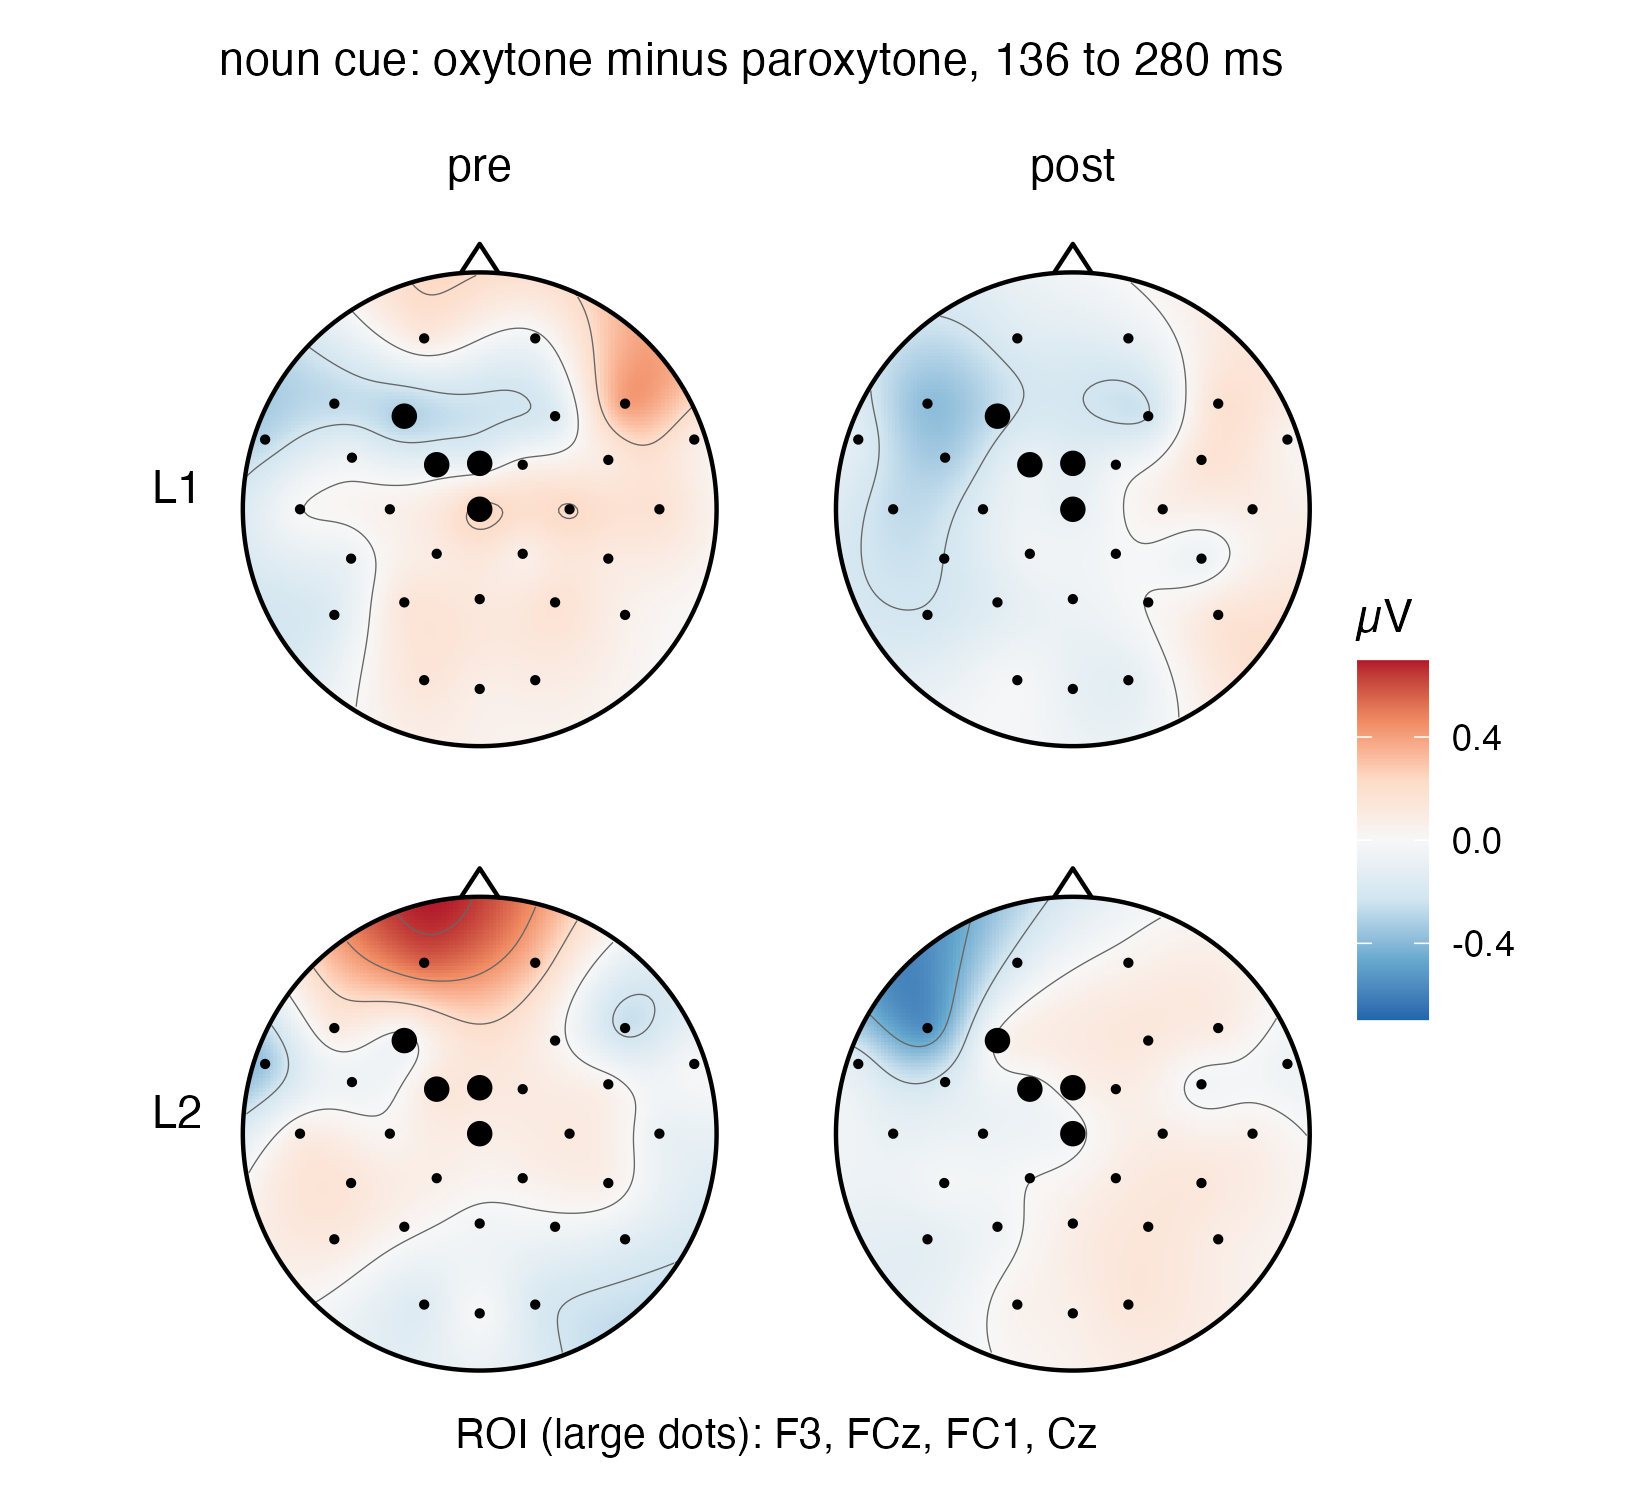 noun cue: oxytone minus paroxytone, 136 to 280 ms
pre
post
L1
µV
0.4
0.0
-0.4
L2
ROI (large dots): F3, FCz, FC1, Cz